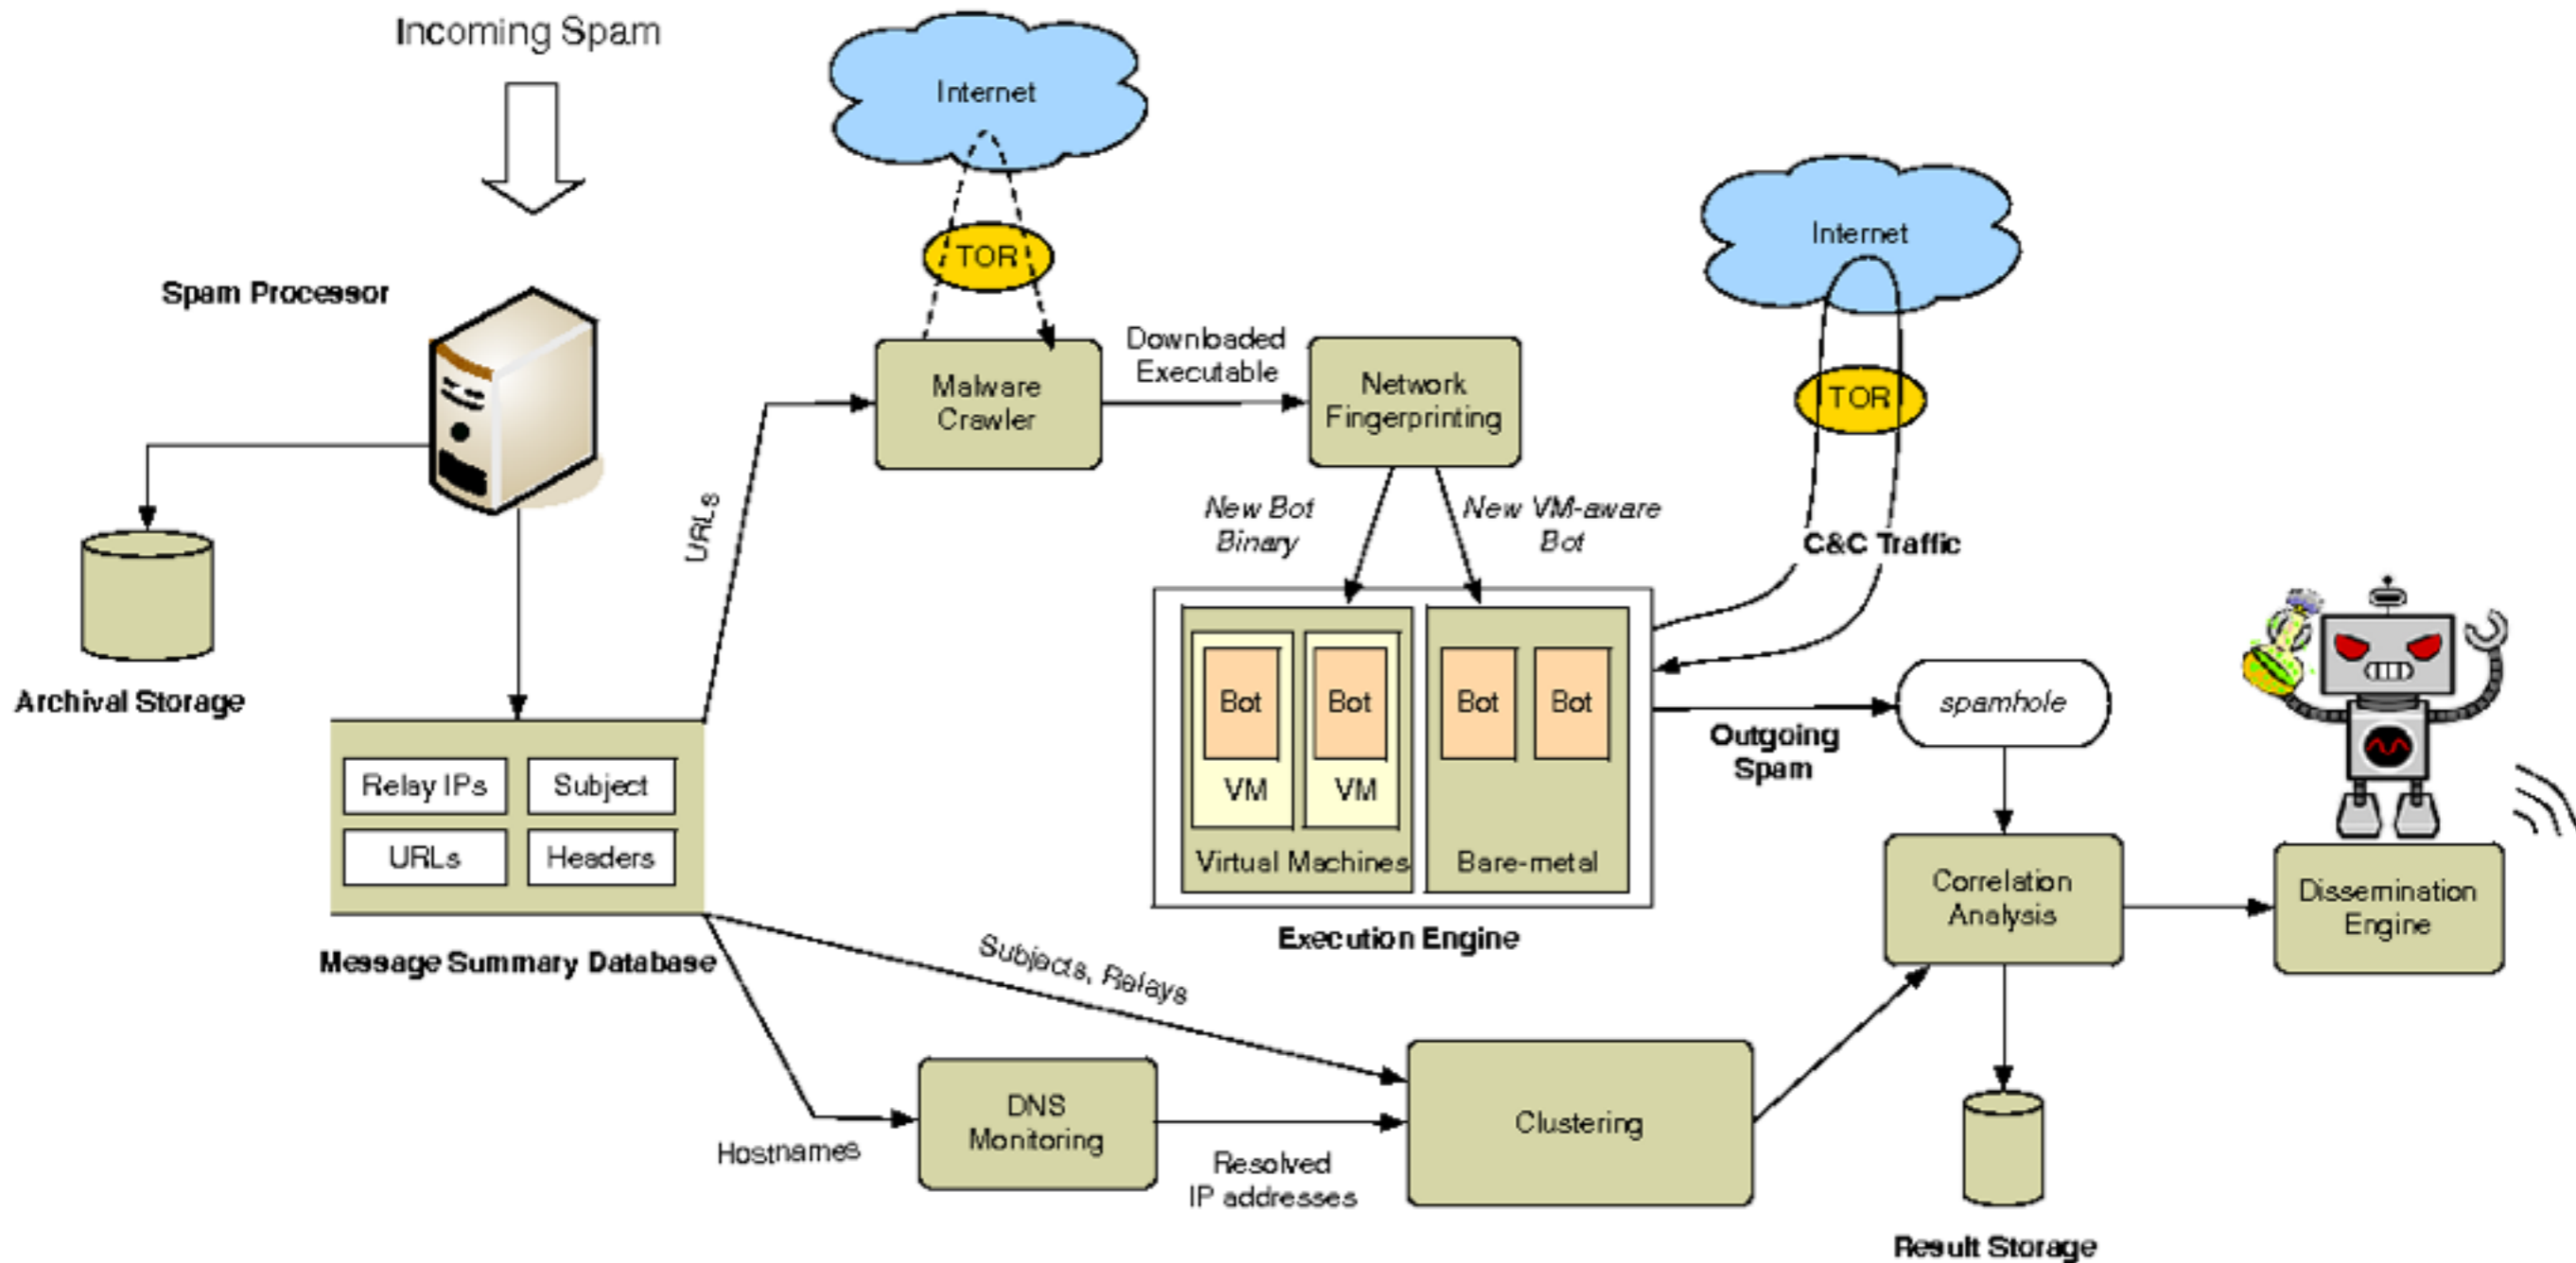 Incoming Spam
Internet
TOR
Internet
TOR
Spam Processor
Malware
Crawler
Downloaded
Executable
Network
Fingerprinting
URLs
New Bot
Binary
New VM-aware
Bot
C&C Traffic
Archival Storage
Relay IPs
Subject
URLs
Headers
Message Summary Database
Bot
VM
Bot
VM
Virtual Machines
Bot
Bot
Bare-metal
Execution Engine
Outgoing
Spam
spamhole
Correlation
Analysis
Dissemination
Engine
Subjects, Relays
Hostnames
DNS
Monitoring
Resolved
IP addresses
Clustering
Result Storage